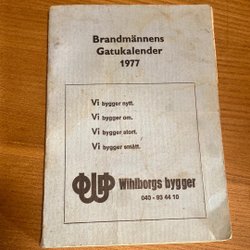 Brandmännens
Gatukalender
1977
Vi bygger nytt.
Vi bygger om.
Vi bygger stort.
Vi bygger smått.
Wihlborgs bygger
040-93 44 10